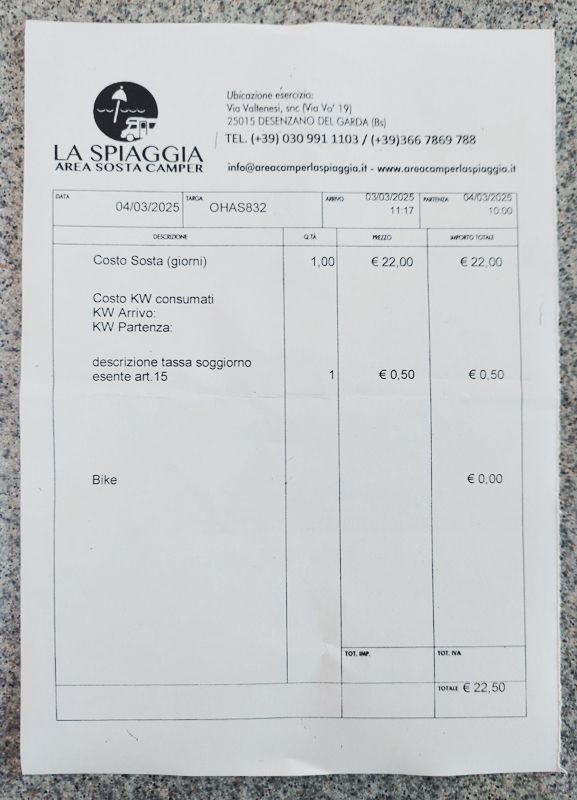 LA SPIAGGIA
AREA SOSTA CAMPER
Ubicazione esercizio:
Via Valtenesi, snc (Via Vo' 19)
25015 DESENZANO DEL GARDA (Bs)
TEL. (+39) 030 991 1103 / (+39)366 7869 788
info@areacamperlaspiaggia.it - www.areacamperlaspiaggia.it
DATA 04/03/2025 TARGA OHAS832 ARRIVO 03/03/2025 11:17 PARTENZA 04/03/2025 10:00
DESCRIZIONE Q.TÀ PREZZO IMPORTO TOTALE
Costo Sosta (giorni) 1,00 € 22,00 € 22,00
Costo KW consumati
KW Arrivo:
KW Partenza:
descrizione tassa soggiorno
esente art.15 1 € 0,50 € 0,50
Bike € 0,00
TOT. IMP. TOT. IVA
TOTALE € 22,50